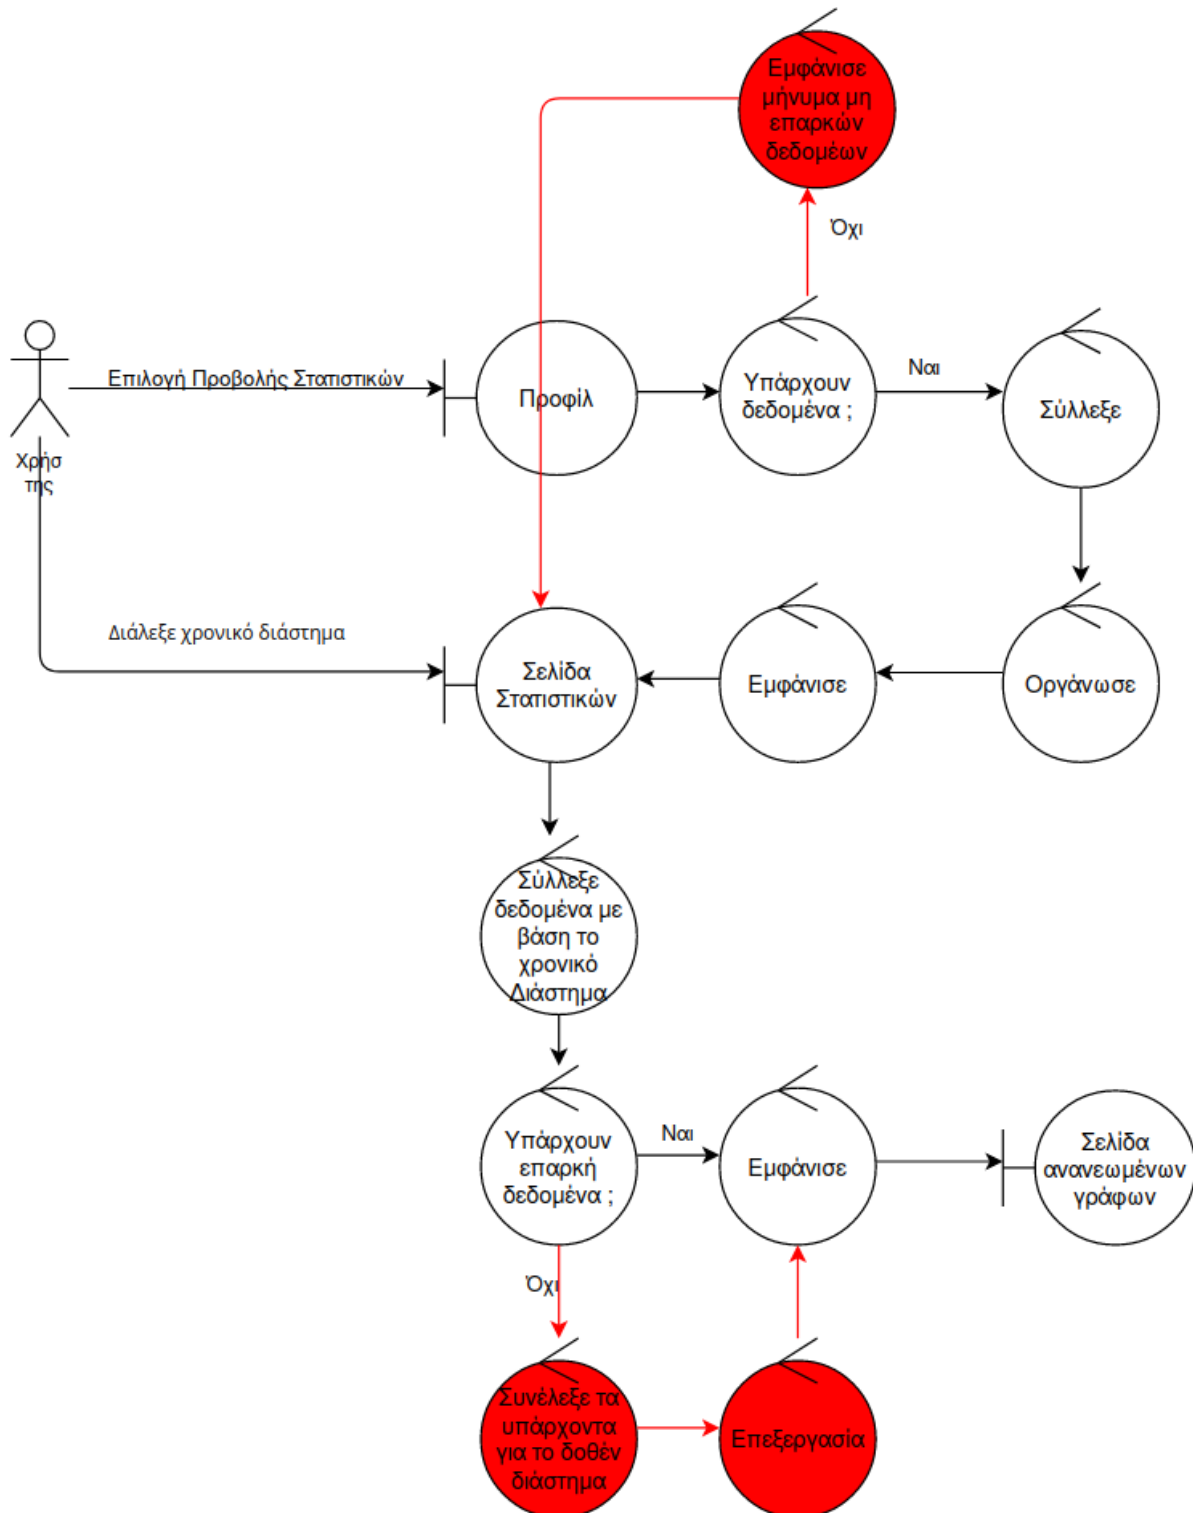 Εμφάνισε
μήνυμα μη
επαρκών
δεδομέων
Όχι
Επιλογή Προβολής Στατιστικών
Προφίλ
Υπάρχουν
δεδομένα ;
Ναι
Σύλλεξε
Χρήσ
της
Διάλεξε χρονικό διάστημα
Σελίδα
Στατιστικών
Εμφάνισε
Οργάνωσε
Σύλλεξε
δεδομένα με
βάση το
χρονικό
Διάστημα
Υπάρχουν
επαρκή
δεδομένα ;
Ναι
Εμφάνισε
Σελίδα
ανανεωμένων
γράφων
Όχι
Συνέλεξε τα
υπάρχοντα
για το δοθέν
διάστημα
Επεξεργασία